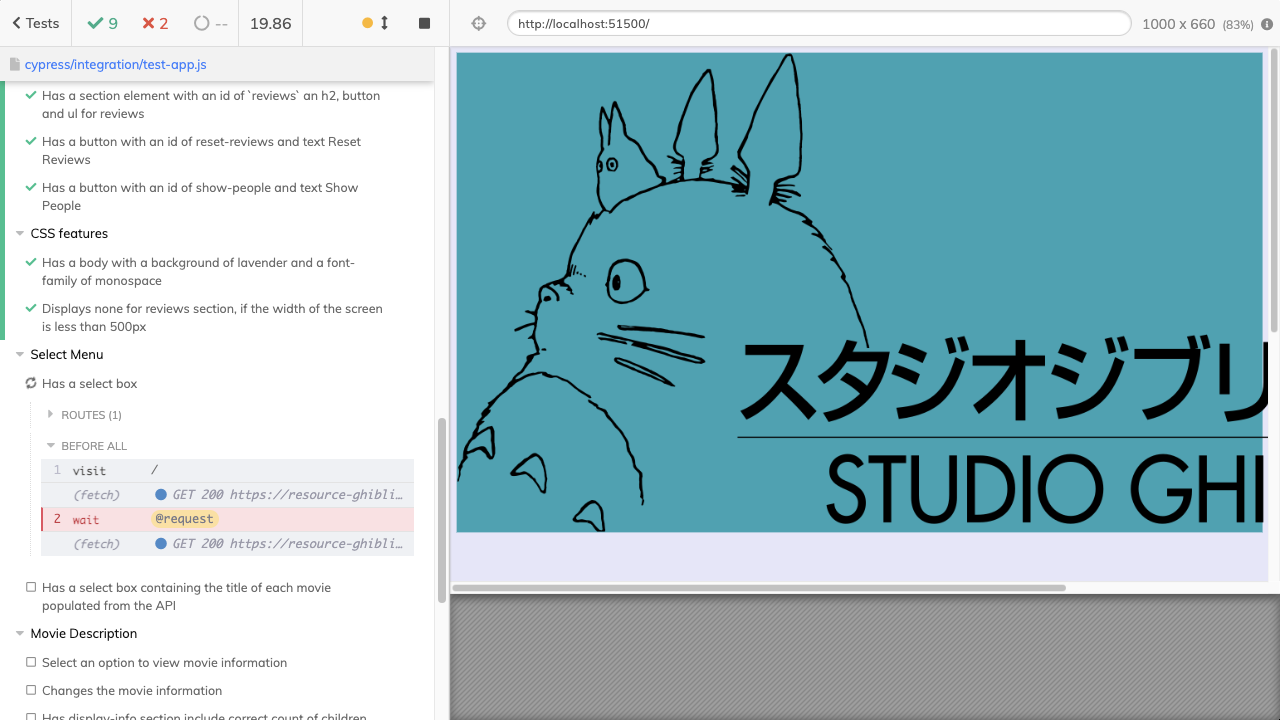 Tests
9
2
--
19.86
http://localhost:51500/
1000 x 660 (83%)
cypress/integration/test-app.js
Has a section element with an id of `reviews` an h2, button
and ul for reviews
Has a button with an id of reset-reviews and text Reset
Reviews
Has a button with an id of show-people and text Show
People
CSS features
Has a body with a background of lavender and a font-
family of monospace
Displays none for reviews section, if the width of the screen
is less than 500px
Select Menu
Has a select box
ROUTES (1)
BEFORE ALL
1 visit /
(fetch) GET 200 https://resource-ghibli…
2 wait @request
(fetch) GET 200 https://resource-ghibli…
Has a select box containing the title of each movie
populated from the API
Movie Description
Select an option to view movie information
Changes the movie information
Has display-info section include correct count of children
スタジオジブリ
STUDIO GHI